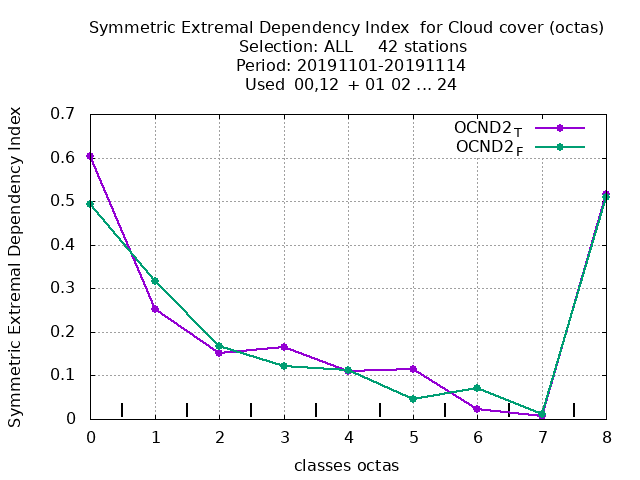 Symmetric Extremal Dependency Index  for Cloud cover (octas)
Selection: ALL     42 stations
Period: 20191101-20191114
Used  00,12  + 01 02 ... 24
Symmetric Extremal Dependency Index
0.7
0.6
0.5
0.4
0.3
0.2
0.1
0
OCND2 T
OCND2 F
0 1 2 3 4 5 6 7 8
classes octas